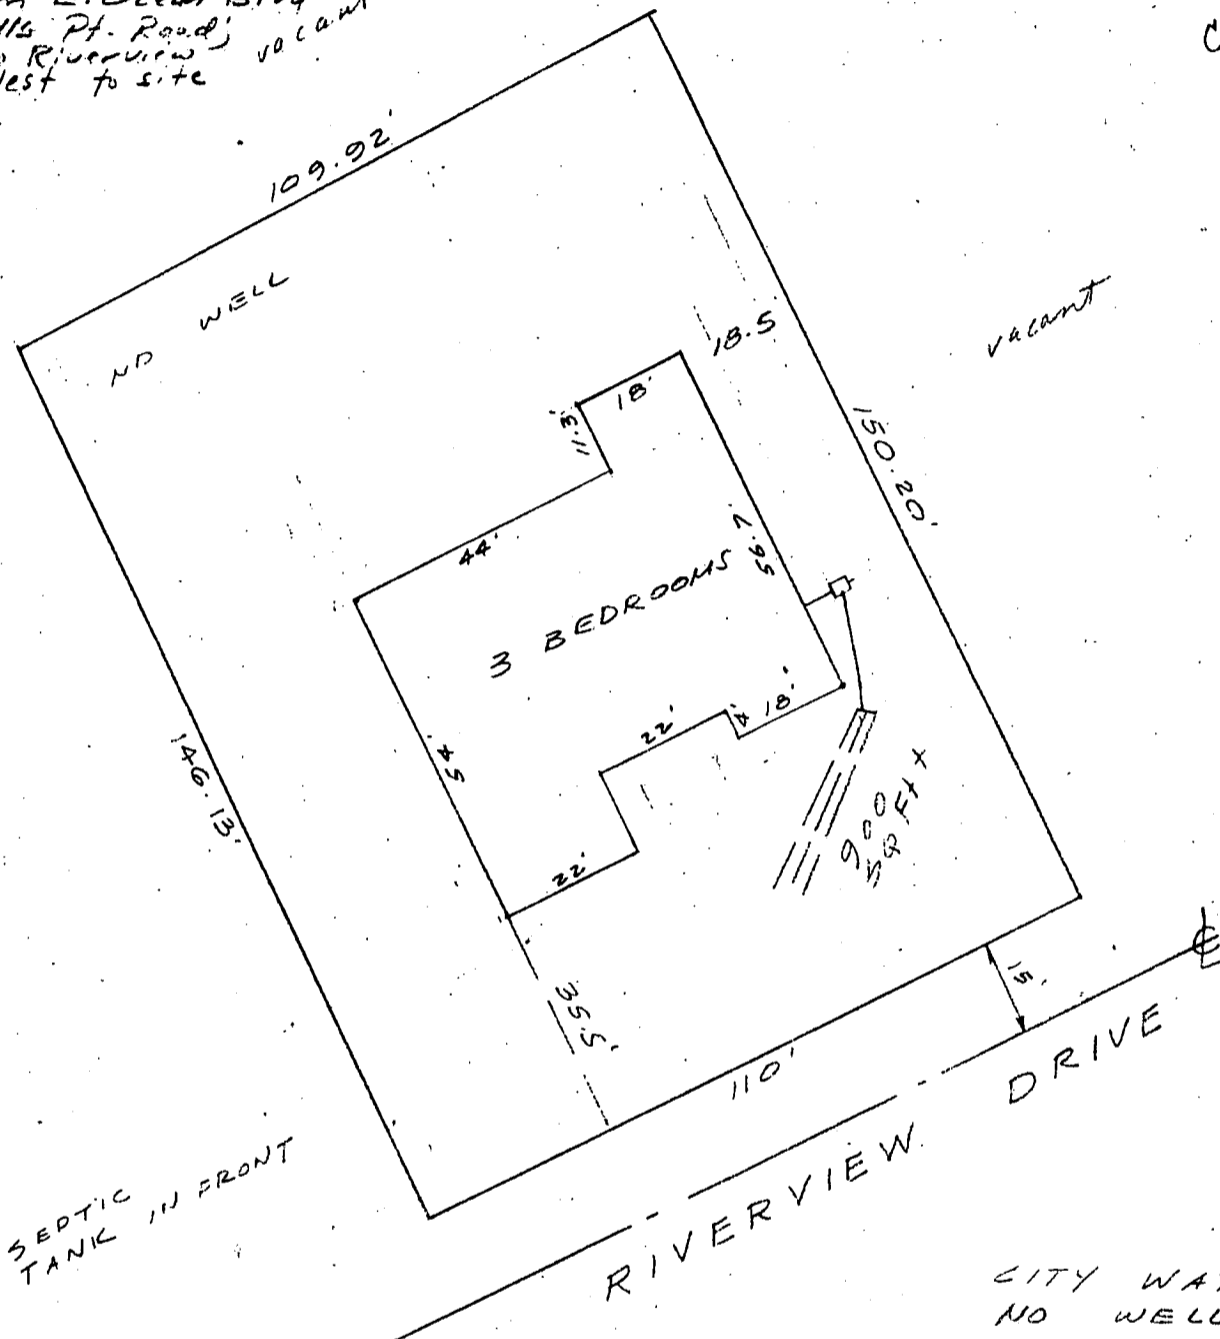 Pt. Road;
Riverview
to site
vacant
109.92'
NO WELL
18.5
vacant
18'
11.3'
150.20'
44'
56.7'
3 BEDROOMS
22'
4'
18'
54'
146.13'
900
SQ Ft +
22'
35.5'
15'
110'
RIVERVIEW DRIVE
SEPTIC
TANK IN FRONT
CITY WA
NO WELL